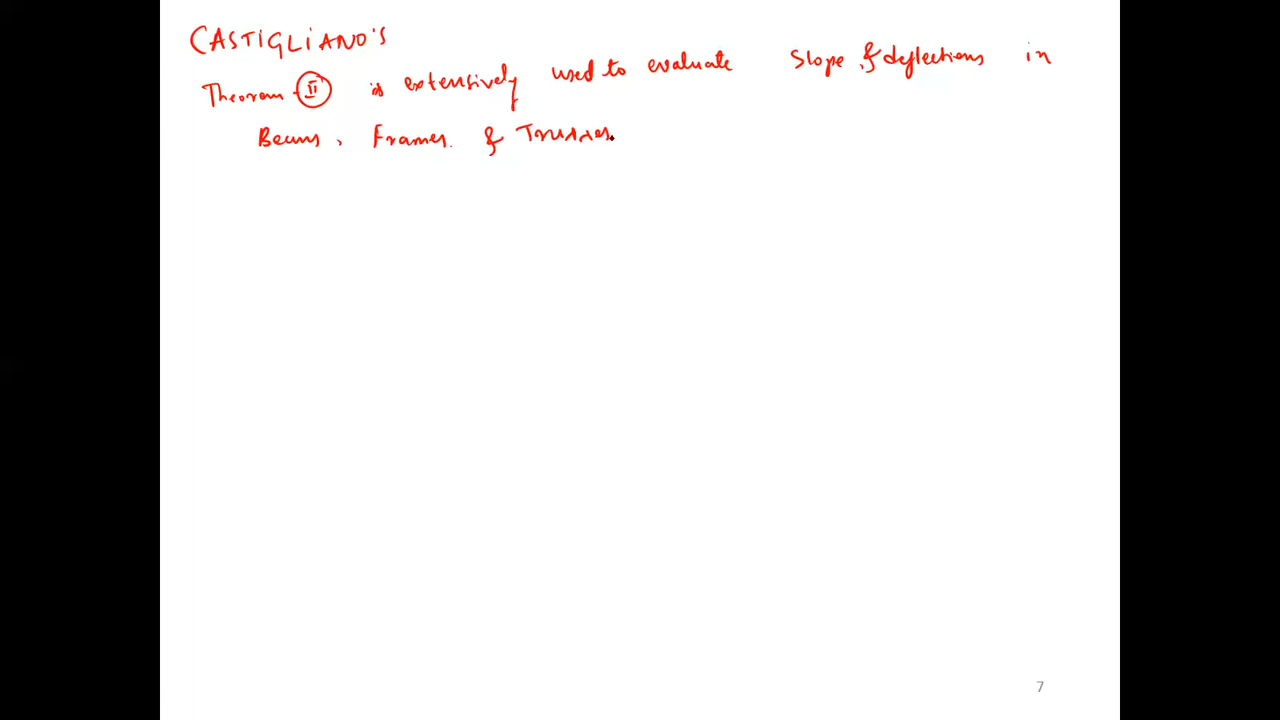 CASTIGLIANO'S
Theorem - II is extensively used to evaluate Slope & deflections in
Beams, Frames & Trusses
7